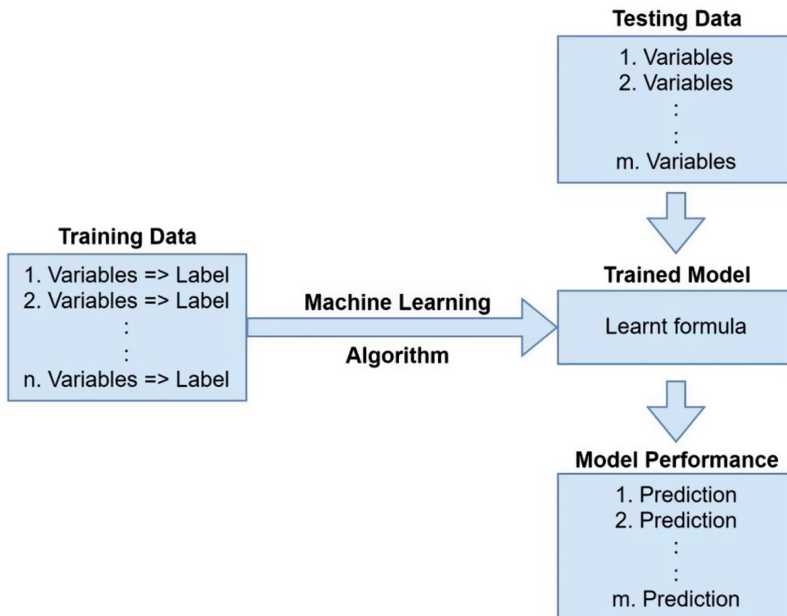 Testing Data
1. Variables
2. Variables
:
:
m. Variables
Training Data
1. Variables => Label
2. Variables => Label
:
:
n. Variables => Label
Machine Learning
Algorithm
Trained Model
Learnt formula
Model Performance
1. Prediction
2. Prediction
:
:
m. Prediction